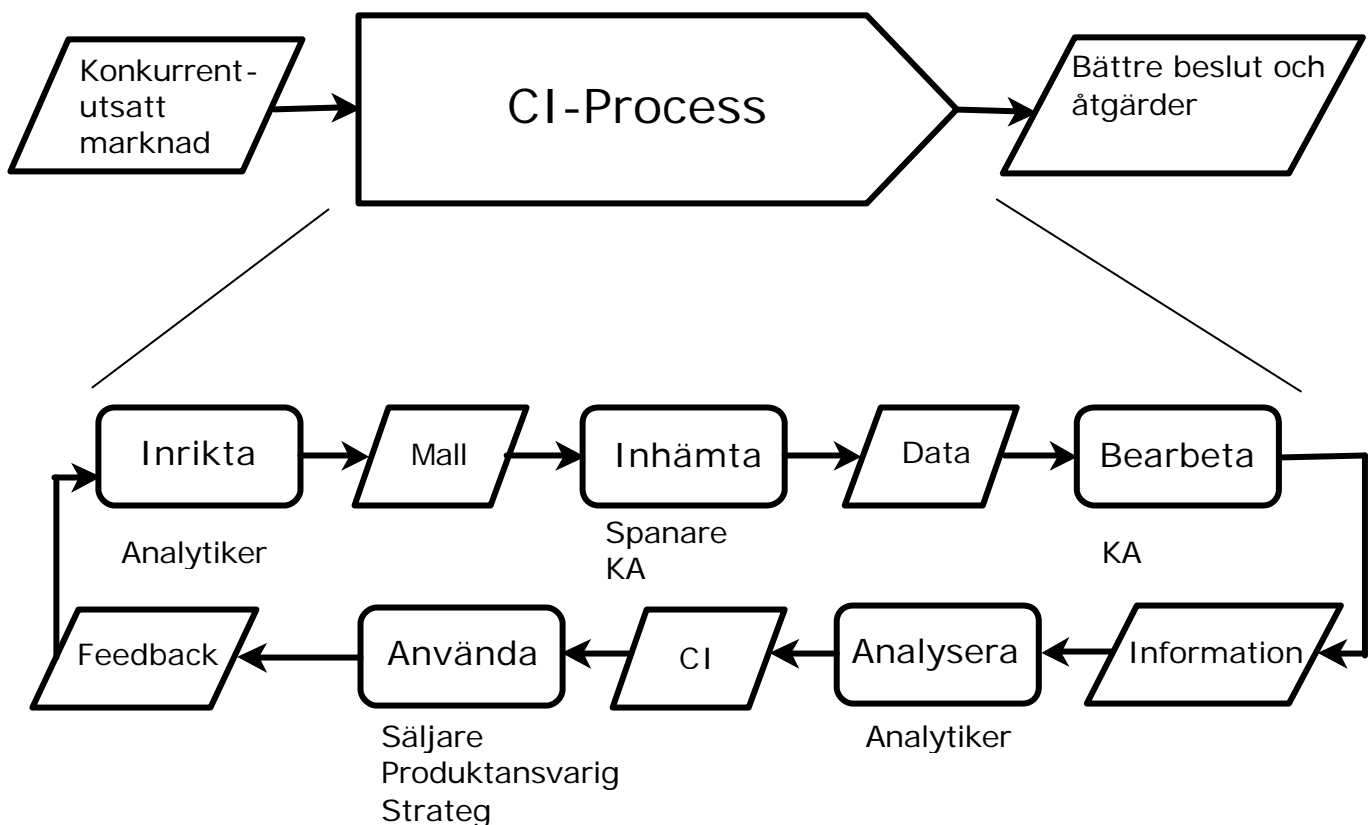 Konkurrent-
utsatt
marknad
CI-Process
Bättre beslut och
åtgärder
Inrikta
Mall
Inhämta
Data
Bearbeta
Analytiker
Spanare
KA
KA
Feedback
Använda
CI
Analysera
Information
Säljare
Produktansvarig
Strateg
Analytiker